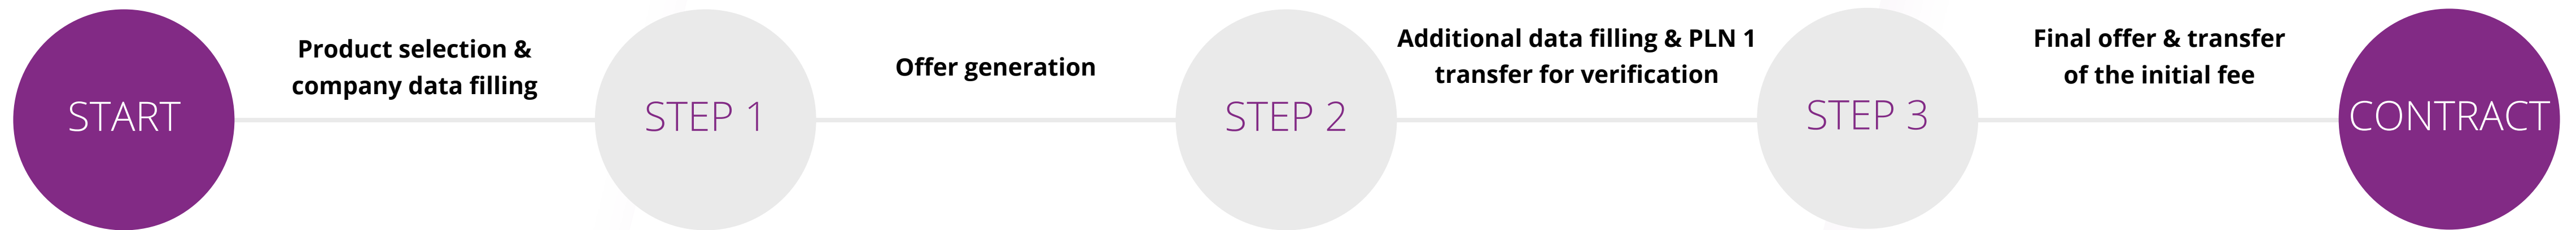 START
Product selection &
company data filling
STEP 1
Offer generation
STEP 2
Additional data filling & PLN 1
transfer for verification
STEP 3
Final offer & transfer
of the initial fee
CONTRACT